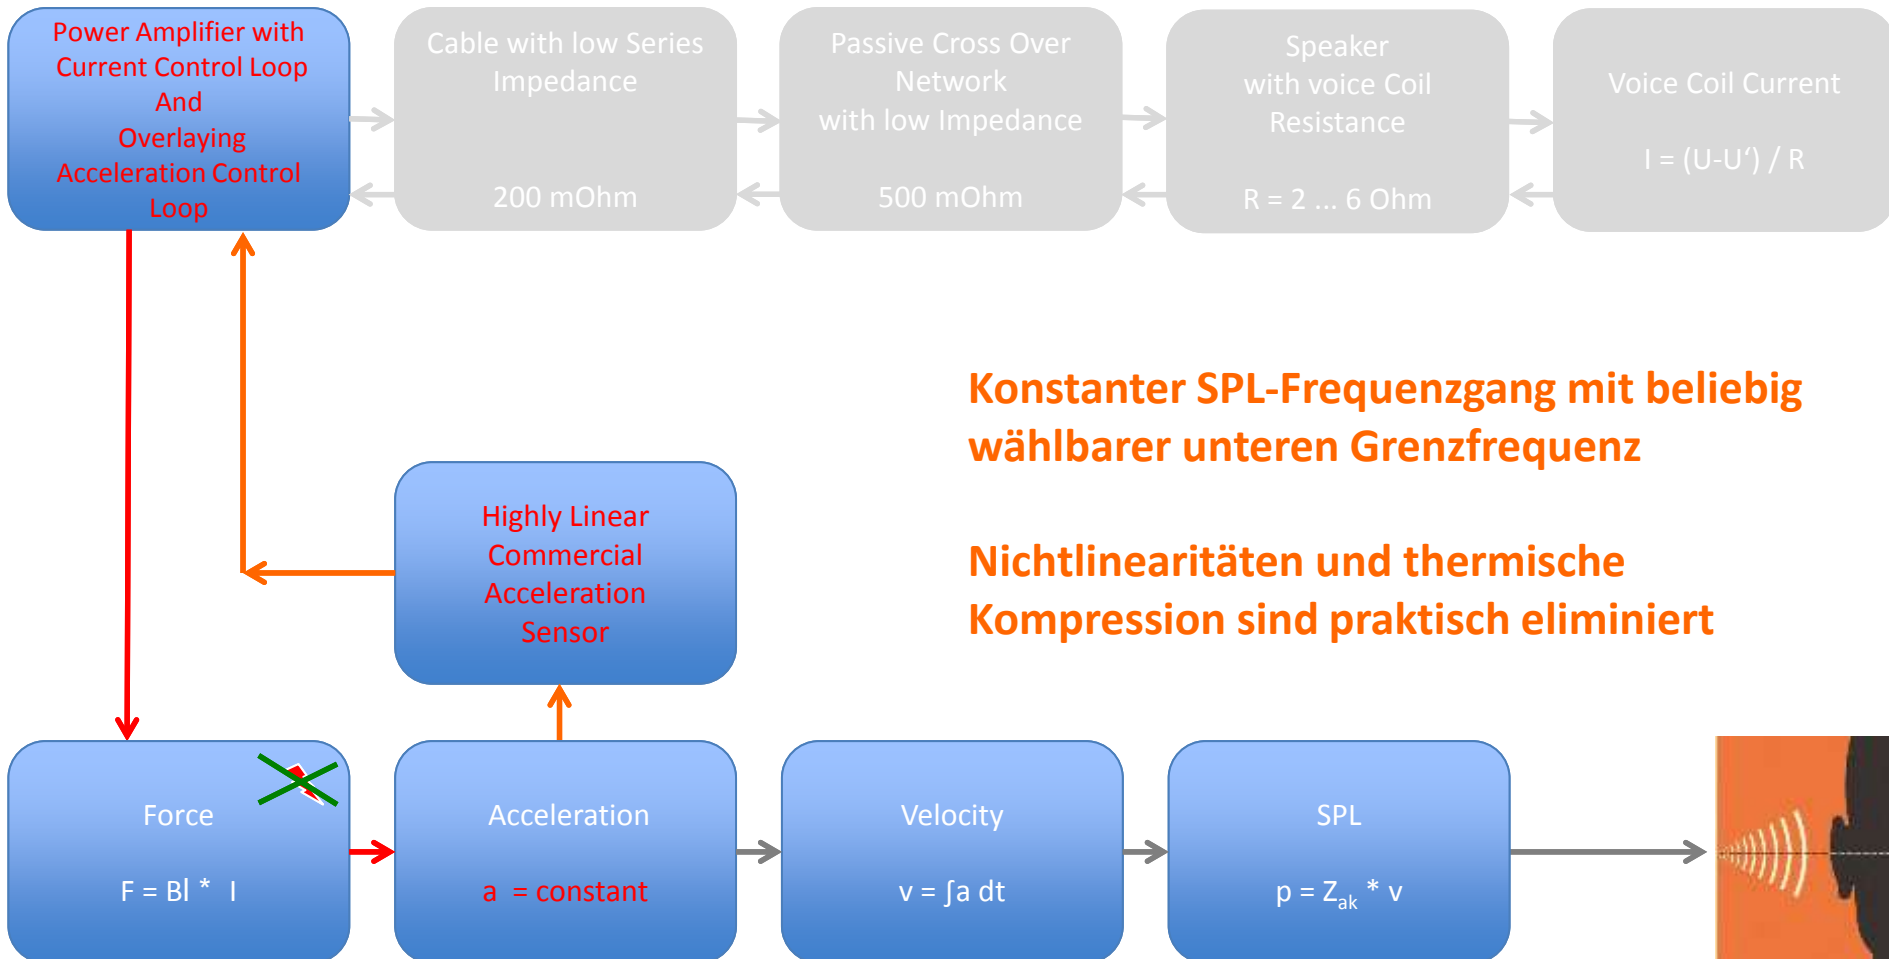 Power Amplifier with
Current Control Loop
And
Overlaying
Acceleration Control
Loop
Cable with low Series
Impedance
200 mOhm
Passive Cross Over
Network
with low Impedance
500 mOhm
Speaker
with voice Coil
Resistance
R = 2 ... 6 Ohm
Voice Coil Current
I = (U-U‘) / R
Konstanter SPL-Frequenzgang mit beliebig
wählbarer unteren Grenzfrequenz
Nichtlinearitäten und thermische
Kompression sind praktisch eliminiert
Highly Linear
Commercial
Acceleration
Sensor
Force
F = Bl * I
Acceleration
a = constant
Velocity
v = ∫a dt
SPL
p = Zak * v